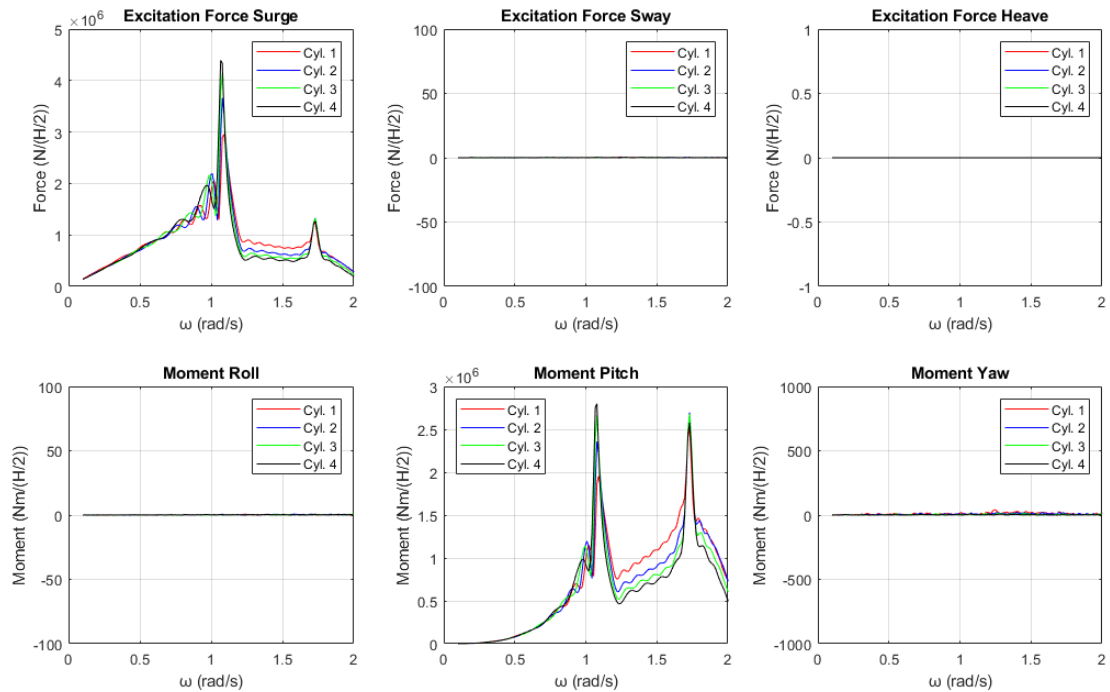 Excitation Force Surge
×10⁶
Force (N/(H/2))
5
4
3
2
1
0
0 0.5 1 1.5 2
ω (rad/s)
Cyl. 1
Cyl. 2
Cyl. 3
Cyl. 4
Excitation Force Sway
Force (N/(H/2))
100
50
0
-50
-100
0 0.5 1 1.5 2
ω (rad/s)
Cyl. 1
Cyl. 2
Cyl. 3
Cyl. 4
Excitation Force Heave
Force (N/(H/2))
1
0.5
0
-0.5
-1
0 0.5 1 1.5 2
ω (rad/s)
Cyl. 1
Cyl. 2
Cyl. 3
Cyl. 4
Moment Roll
Moment (Nm/(H/2))
100
50
0
-50
-100
0 0.5 1 1.5 2
ω (rad/s)
Cyl. 1
Cyl. 2
Cyl. 3
Cyl. 4
Moment Pitch
×10⁶
Moment (Nm/(H/2))
3
2.5
2
1.5
1
0.5
0
0 0.5 1 1.5 2
ω (rad/s)
Cyl. 1
Cyl. 2
Cyl. 3
Cyl. 4
Moment Yaw
Moment (Nm/(H/2))
1000
500
0
-500
-1000
0 0.5 1 1.5 2
ω (rad/s)
Cyl. 1
Cyl. 2
Cyl. 3
Cyl. 4